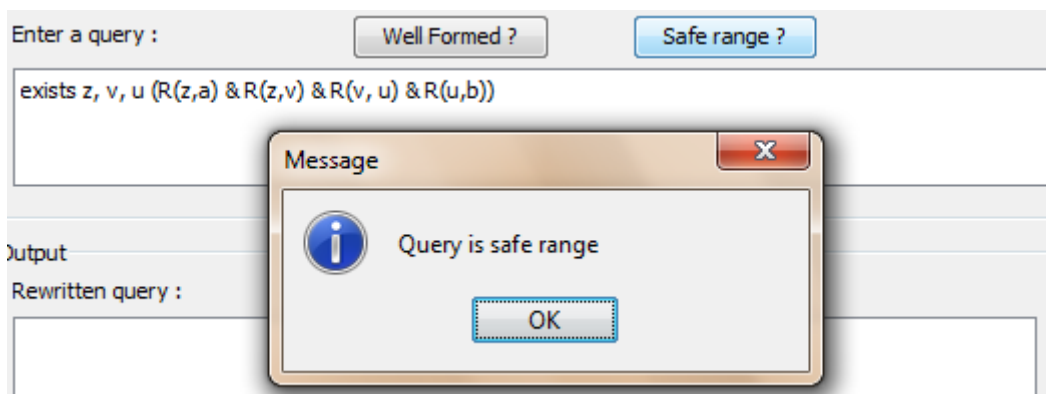 Enter a query :
Well Formed ?
Safe range ?
exists z, v, u (R(z,a) & R(z,v) & R(v, u) & R(u,b))
Message
X
Query is safe range
OK
Output
Rewritten query :